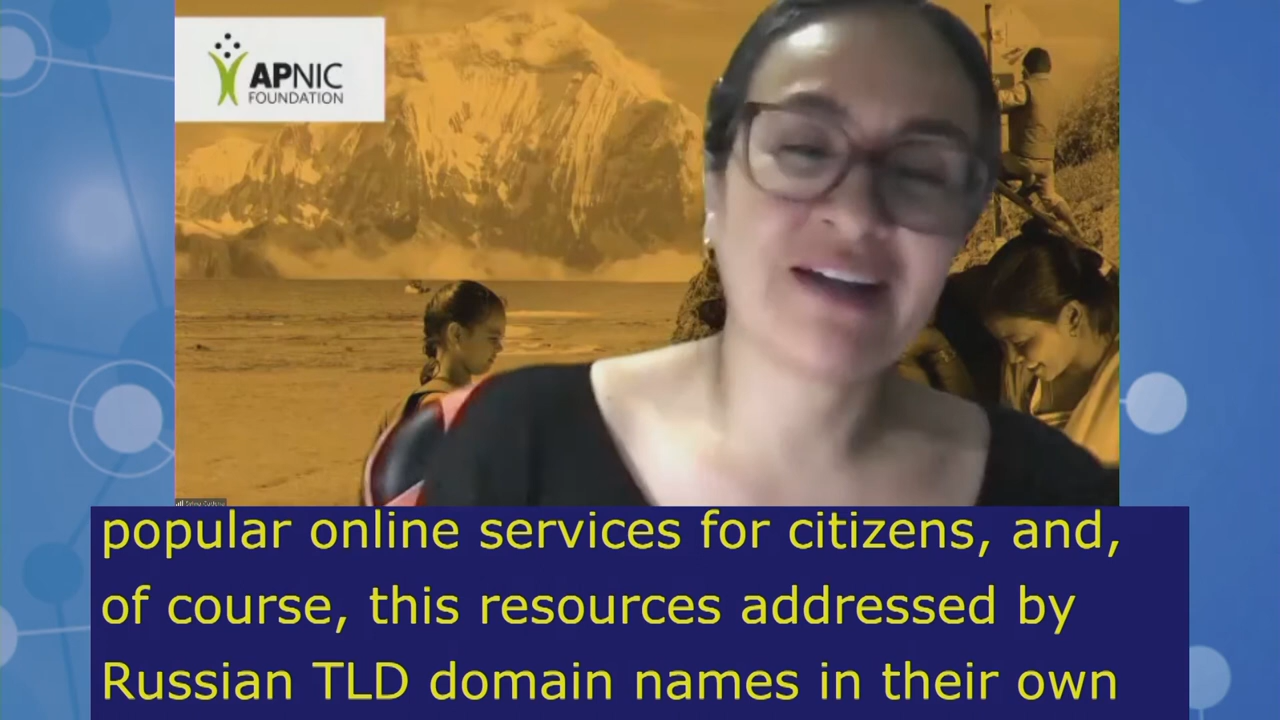 APNIC
FOUNDATION
popular online services for citizens, and,
of course, this resources addressed by
Russian TLD domain names in their own